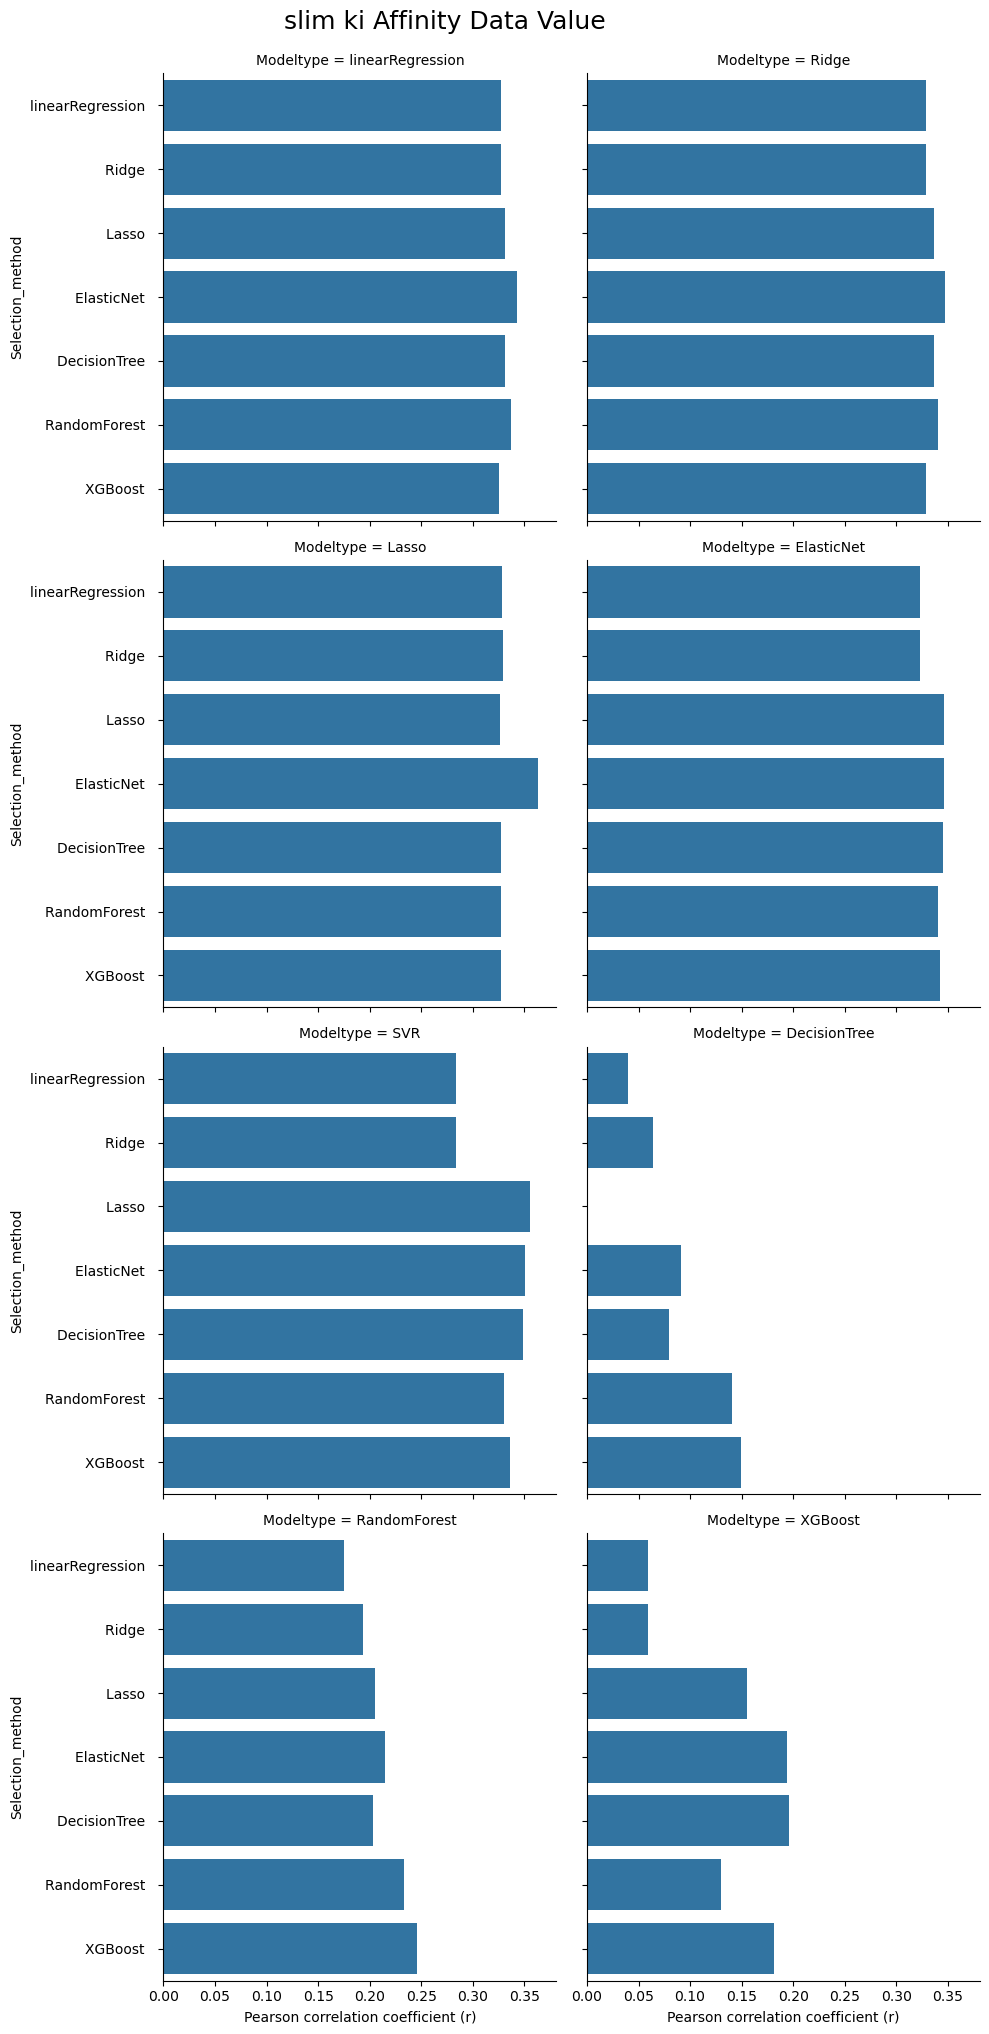 slim ki Affinity Data Value
Modeltype = linearRegression
Modeltype = Ridge
Selection_method
linearRegression
Ridge
Lasso
ElasticNet
DecisionTree
RandomForest
XGBoost
Modeltype = Lasso
Modeltype = ElasticNet
Selection_method
linearRegression
Ridge
Lasso
ElasticNet
DecisionTree
RandomForest
XGBoost
Modeltype = SVR
Modeltype = DecisionTree
Selection_method
linearRegression
Ridge
Lasso
ElasticNet
DecisionTree
RandomForest
XGBoost
Modeltype = RandomForest
Modeltype = XGBoost
Selection_method
linearRegression
Ridge
Lasso
ElasticNet
DecisionTree
RandomForest
XGBoost
0.00 0.05 0.10 0.15 0.20 0.25 0.30 0.35
0.00 0.05 0.10 0.15 0.20 0.25 0.30 0.35
Pearson correlation coefficient (r)
Pearson correlation coefficient (r)